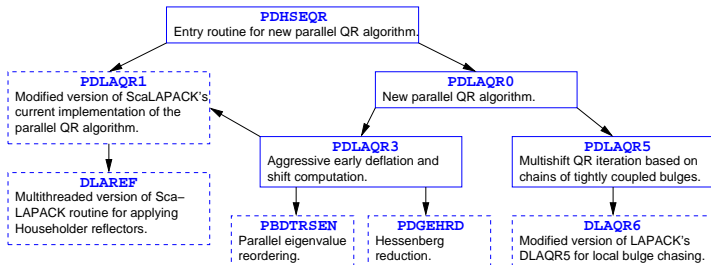 PDHSEQR
Entry routine for new parallel QR algorithm.
PDLAQR1
Modified version of ScaLAPACK's
current implementation of the
parallel QR algorithm.
PDLAQR0
New parallel QR algorithm.
PDLAQR3
Aggressive early deflation and
shift computation.
PDLAQR5
Multishift QR iteration based on
chains of tightly coupled bulges.
DLAREF
Multithreaded version of Sca–
LAPACK routine for applying
Householder reflectors.
PBDTRSEN
Parallel eigenvalue
reordering.
PDGEHRD
Hessenberg
reduction.
DLAQR6
Modified version of LAPACK's
DLAQR5 for local bulge chasing.